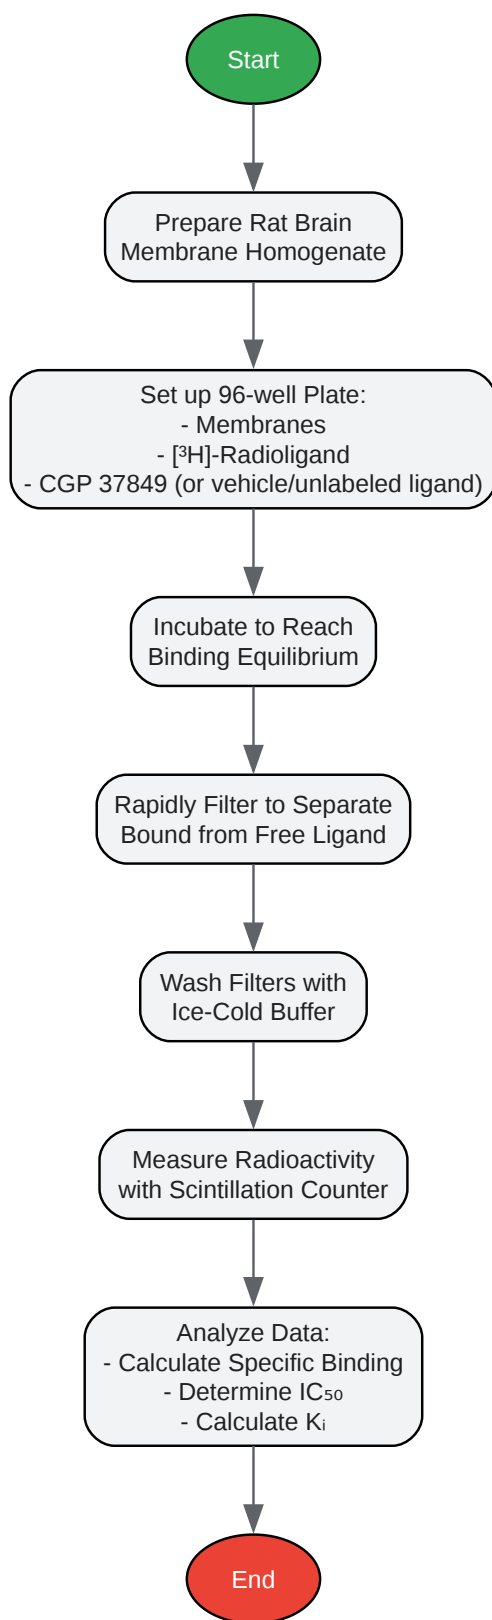 Start
Prepare Rat Brain
Membrane Homogenate
Set up 96-well Plate:
- Membranes
- [³H]-Radioligand
- CGP 37849 (or vehicle/unlabeled ligand)
Incubate to Reach
Binding Equilibrium
Rapidly Filter to Separate
Bound from Free Ligand
Wash Filters with
Ice-Cold Buffer
Measure Radioactivity
with Scintillation Counter
Analyze Data:
- Calculate Specific Binding
- Determine IC₅₀
- Calculate Kᵢ
End